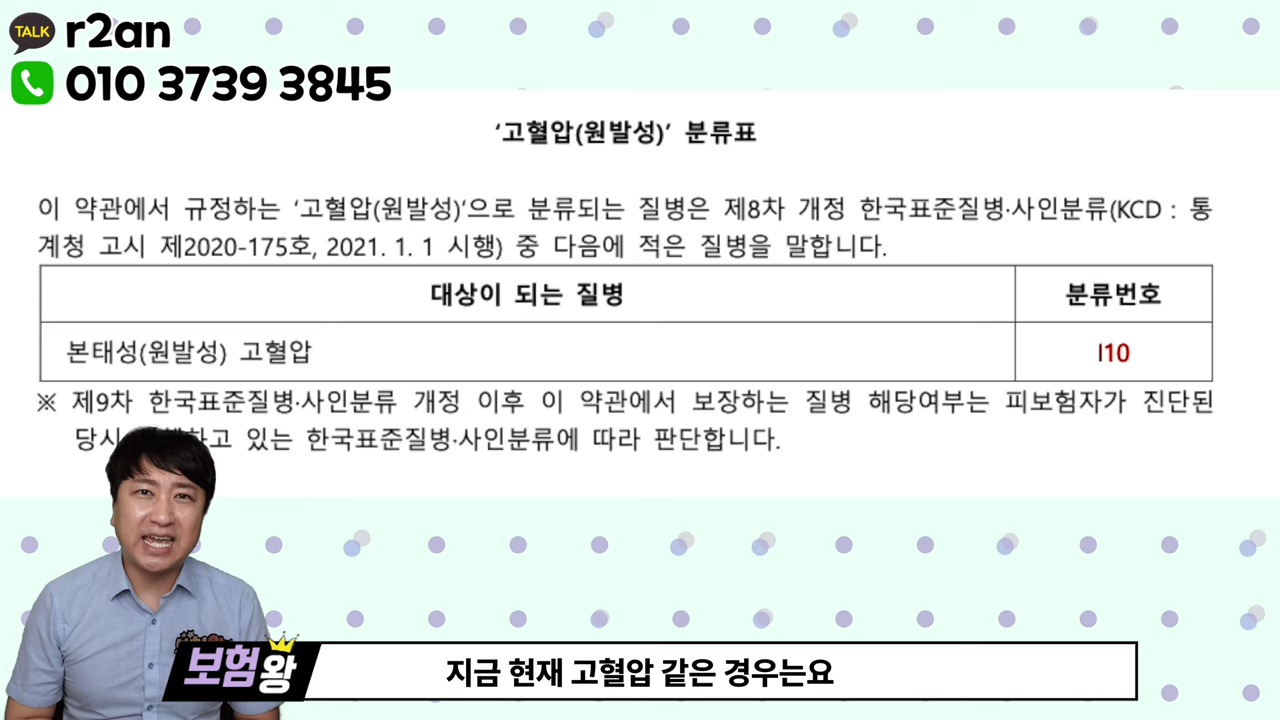 TALK r2an
010 3739 3845
‘고혈압(원발성)’ 분류표
이 약관에서 규정하는 ‘고혈압(원발성)’으로 분류되는 질병은 제8차 개정 한국표준질병·사인분류(KCD : 통
계청 고시 제2020-175호, 2021. 1. 1 시행) 중 다음에 적은 질병을 말합니다.
대상이 되는 질병 분류번호
본태성(원발성) 고혈압 I10
※ 제9차 한국표준질병·사인분류 개정 이후 이 약관에서 보장하는 질병 해당여부는 피보험자가 진단된
당시 하고 있는 한국표준질병·사인분류에 따라 판단합니다.
보험왕
지금 현재 고혈압 같은 경우는요